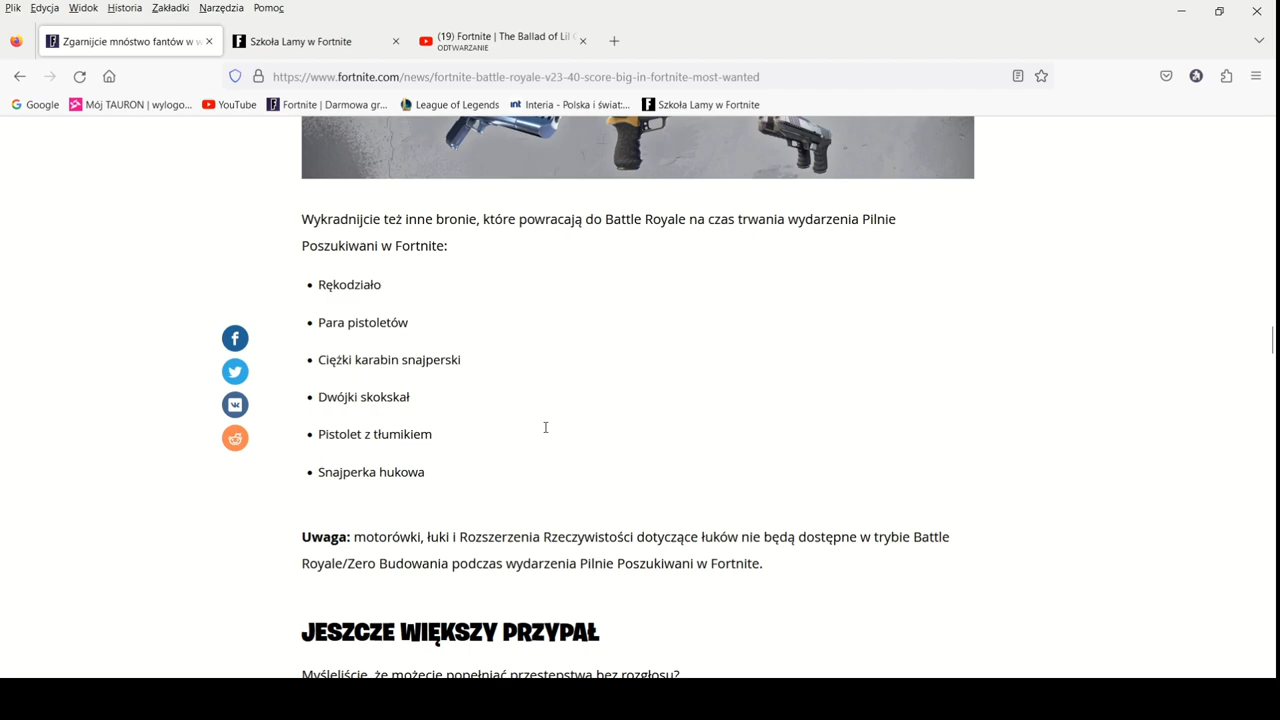 Plik Edycja Widok Historia Zakładki Narzędzia Pomoc
Zgarnijcie mnóstwo fantów w w
Szkoła Lamy w Fortnite
(19) Fortnite | The Ballad of Lil
ODTWARZANIE
https://www.fortnite.com/news/fortnite-battle-royale-v23-40-score-big-in-fortnite-most-wanted
Google Mój TAURON | wylogo... YouTube Fortnite | Darmowa gr... League of Legends Interia - Polska i świat:... Szkoła Lamy w Fortnite
Wykradnijcie też inne bronie, które powracają do Battle Royale na czas trwania wydarzenia Pilnie
Poszukiwani w Fortnite:
• Rękodziało
• Para pistoletów
• Ciężki karabin snajperski
• Dwójki skokskał
• Pistolet z tłumikiem
• Snajperka hukowa
Uwaga: motorówki, łuki i Rozszerzenia Rzeczywistości dotyczące łuków nie będą dostępne w trybie Battle
Royale/Zero Budowania podczas wydarzenia Pilnie Poszukiwani w Fortnite.
JESZCZE WIĘKSZY PRZYPAŁ
Myśleliście, że możecie popełniać przestępstwa bez rozgłosu?